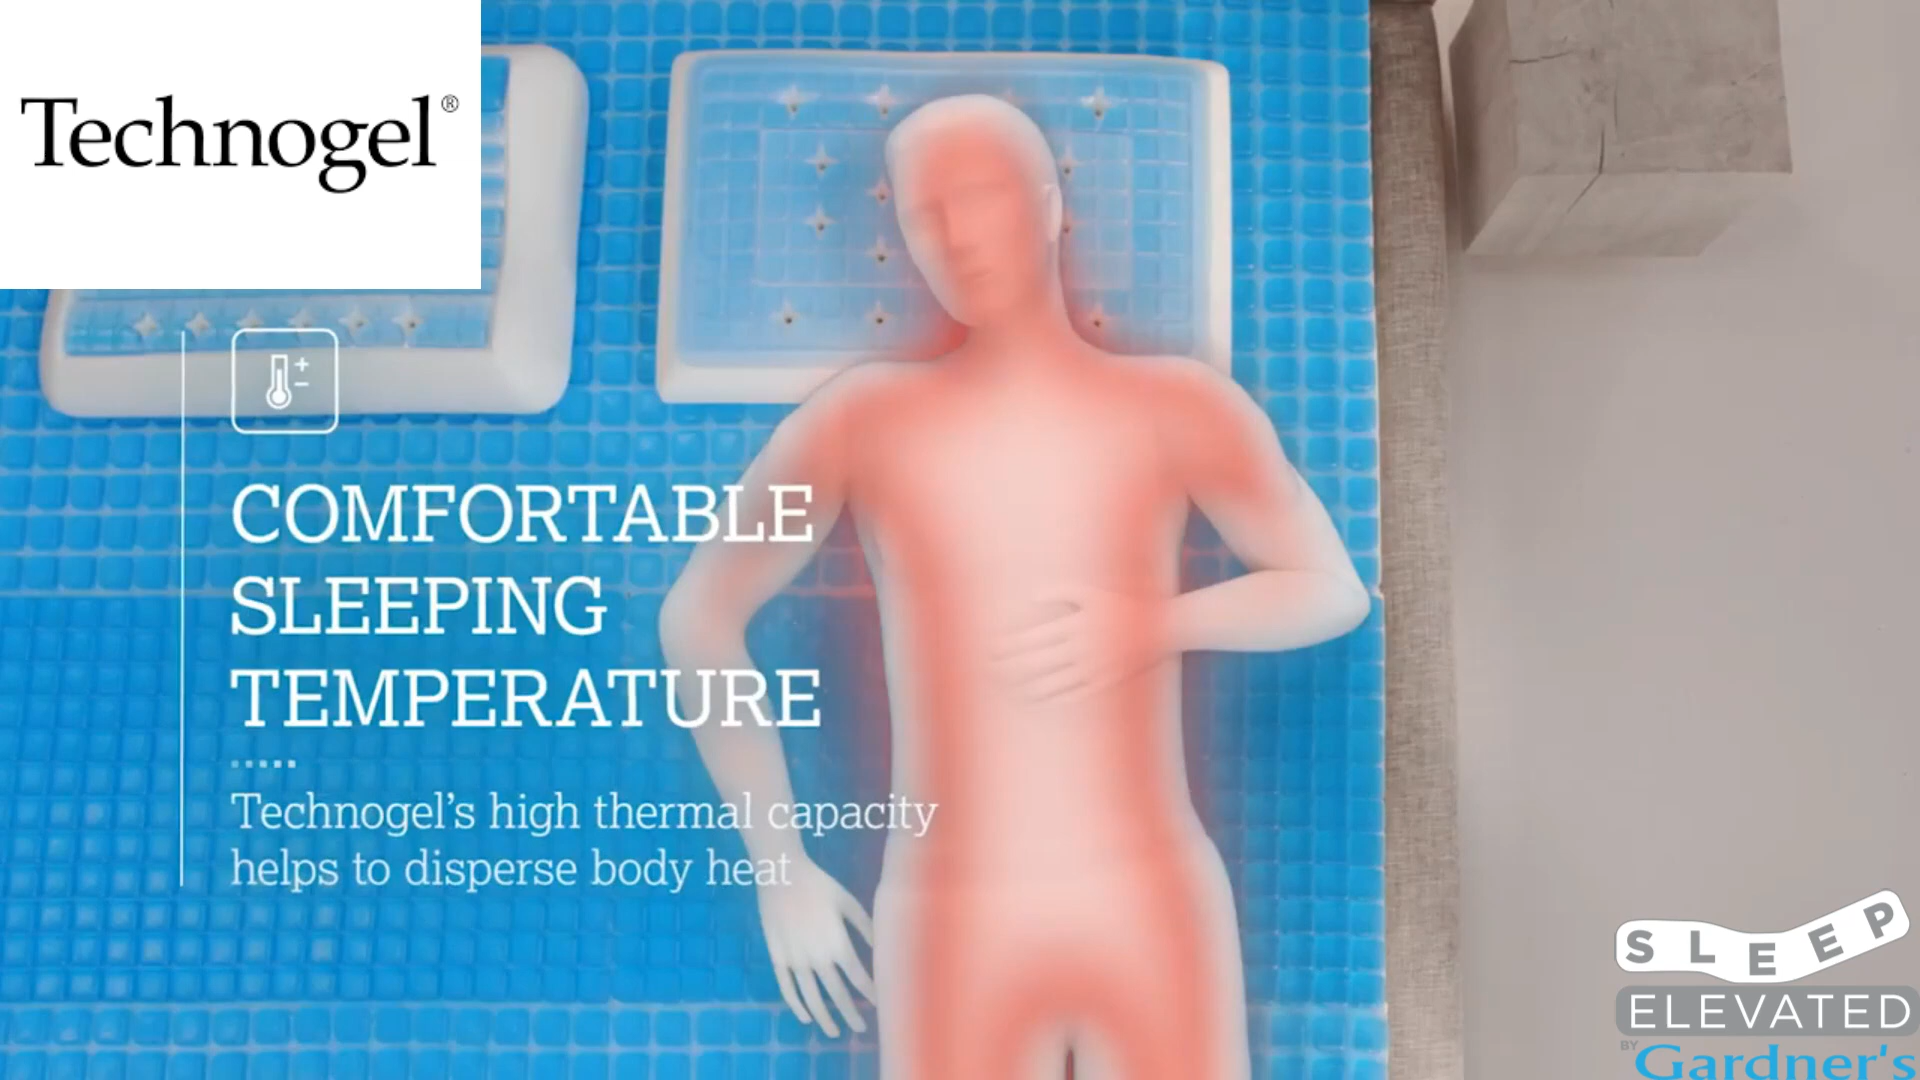 Technogel®
COMFORTABLE
SLEEPING
TEMPERATURE
Technogel's high thermal capacity
helps to disperse body heat
SLEEP
ELEVATED
BY
Gardner's